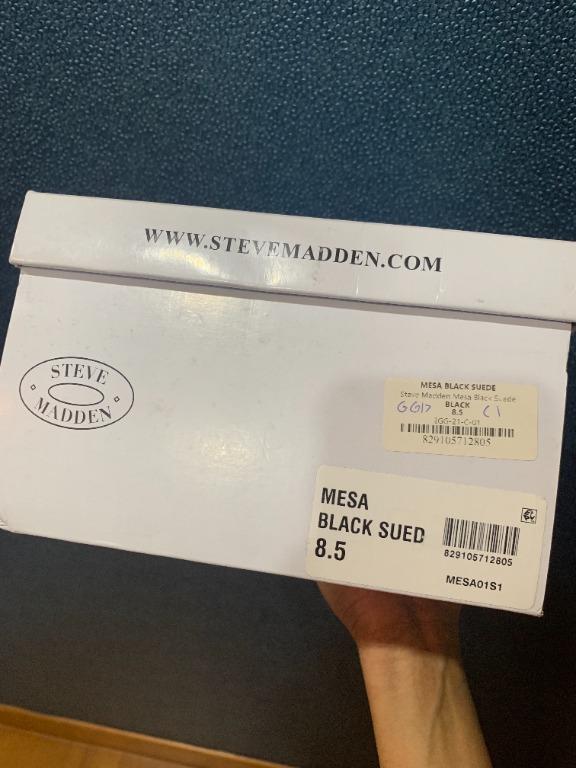 WWW.STEVEMADDEN.COM
STEVE
MADDEN
MESA BLACK SUEDE
Steve Madden Mesa Black Suede
BLACK
8.5
GG17 C1
829105712805
MESA
BLACK SUED
8.5
829105712805
MESA01S1